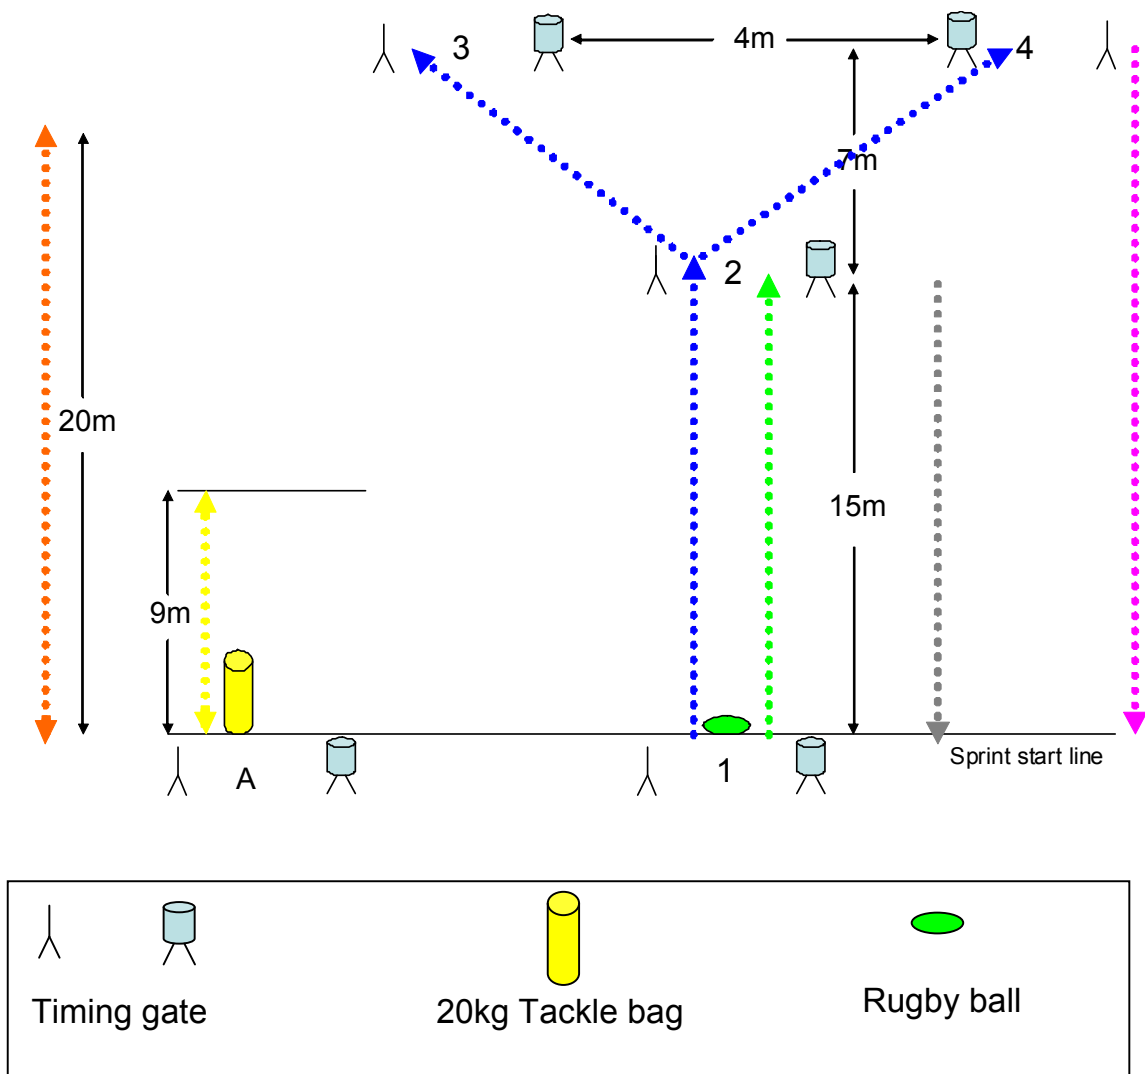 3
4m
4
7m
2
20m
15m
9m
Sprint start line
A
1
Timing gate
20kg Tackle bag
Rugby ball